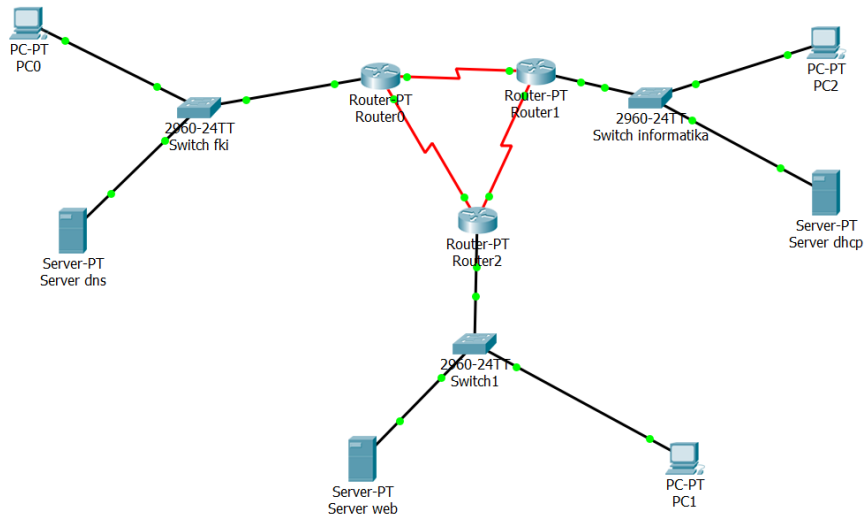 PC-PT
PC0
2960-24TT
Switch fki
Server-PT
Server dns
Router-PT
Router0
Router-PT
Router1
2960-24TT
Switch informatika
PC-PT
PC2
Server-PT
Server dhcp
Router-PT
Router2
2960-24TT
Switch1
Server-PT
Server web
PC-PT
PC1